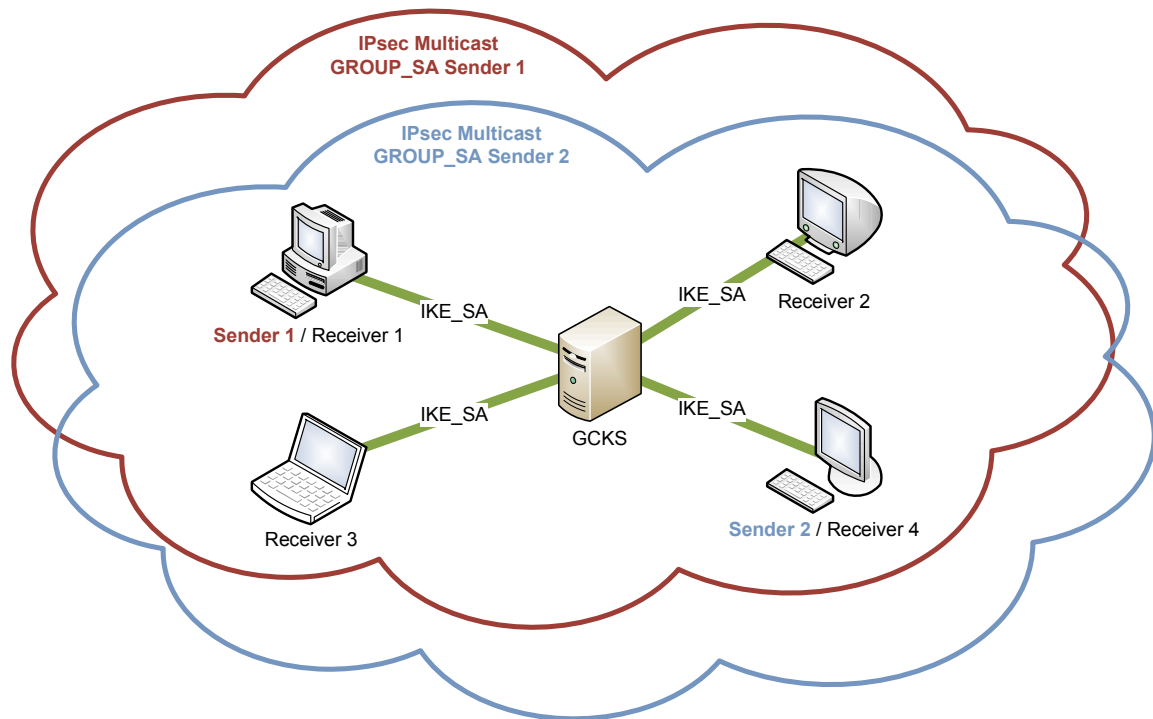 IPsec Multicast
GROUP_SA Sender 1
IPsec Multicast
GROUP_SA Sender 2
IKE_SA
Sender 1 / Receiver 1
IKE_SA
Receiver 2
GCKS
IKE_SA
Receiver 3
IKE_SA
Sender 2 / Receiver 4